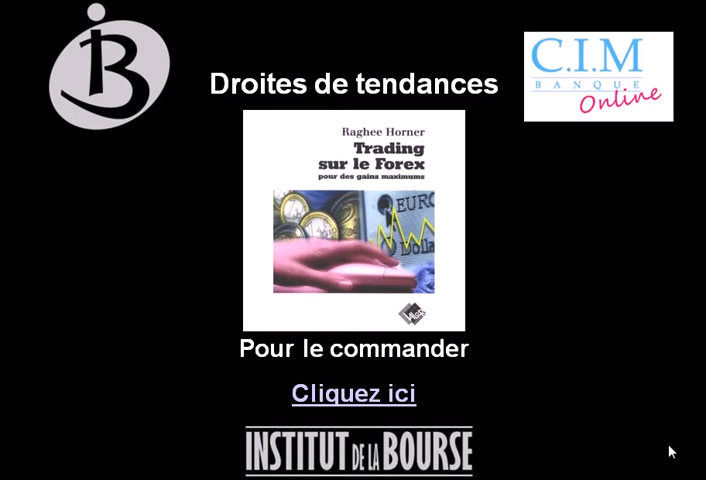 C.I.M
BANQUE
Online
Droites de tendances
Raghee Horner
Trading
sur le Forex
pour des gains maximums
EURO
Dolla
Pour le commander
Cliquez ici
INSTITUT DE LA BOURSE